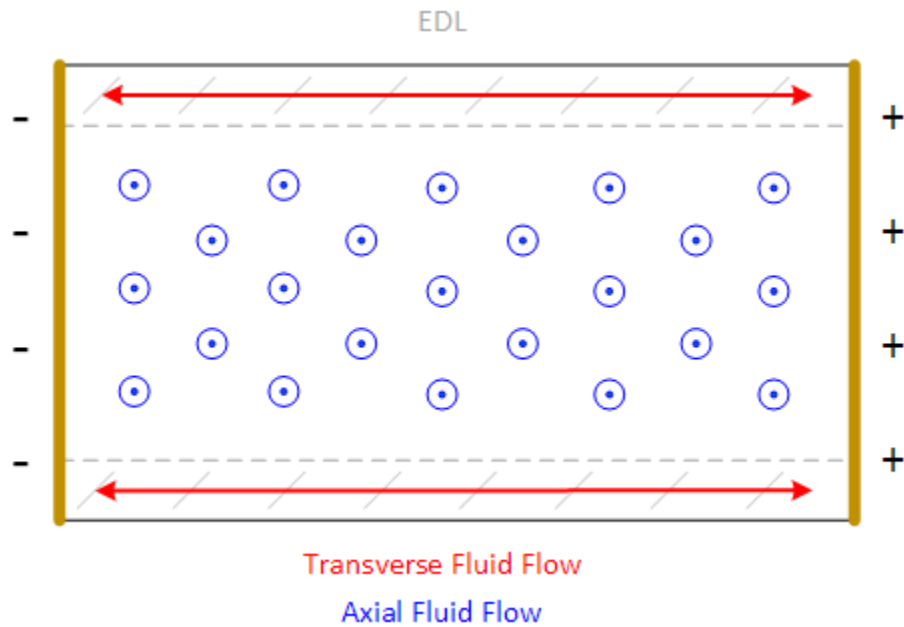 EDL
- +
- +
- +
- +
Transverse Fluid Flow
Axial Fluid Flow